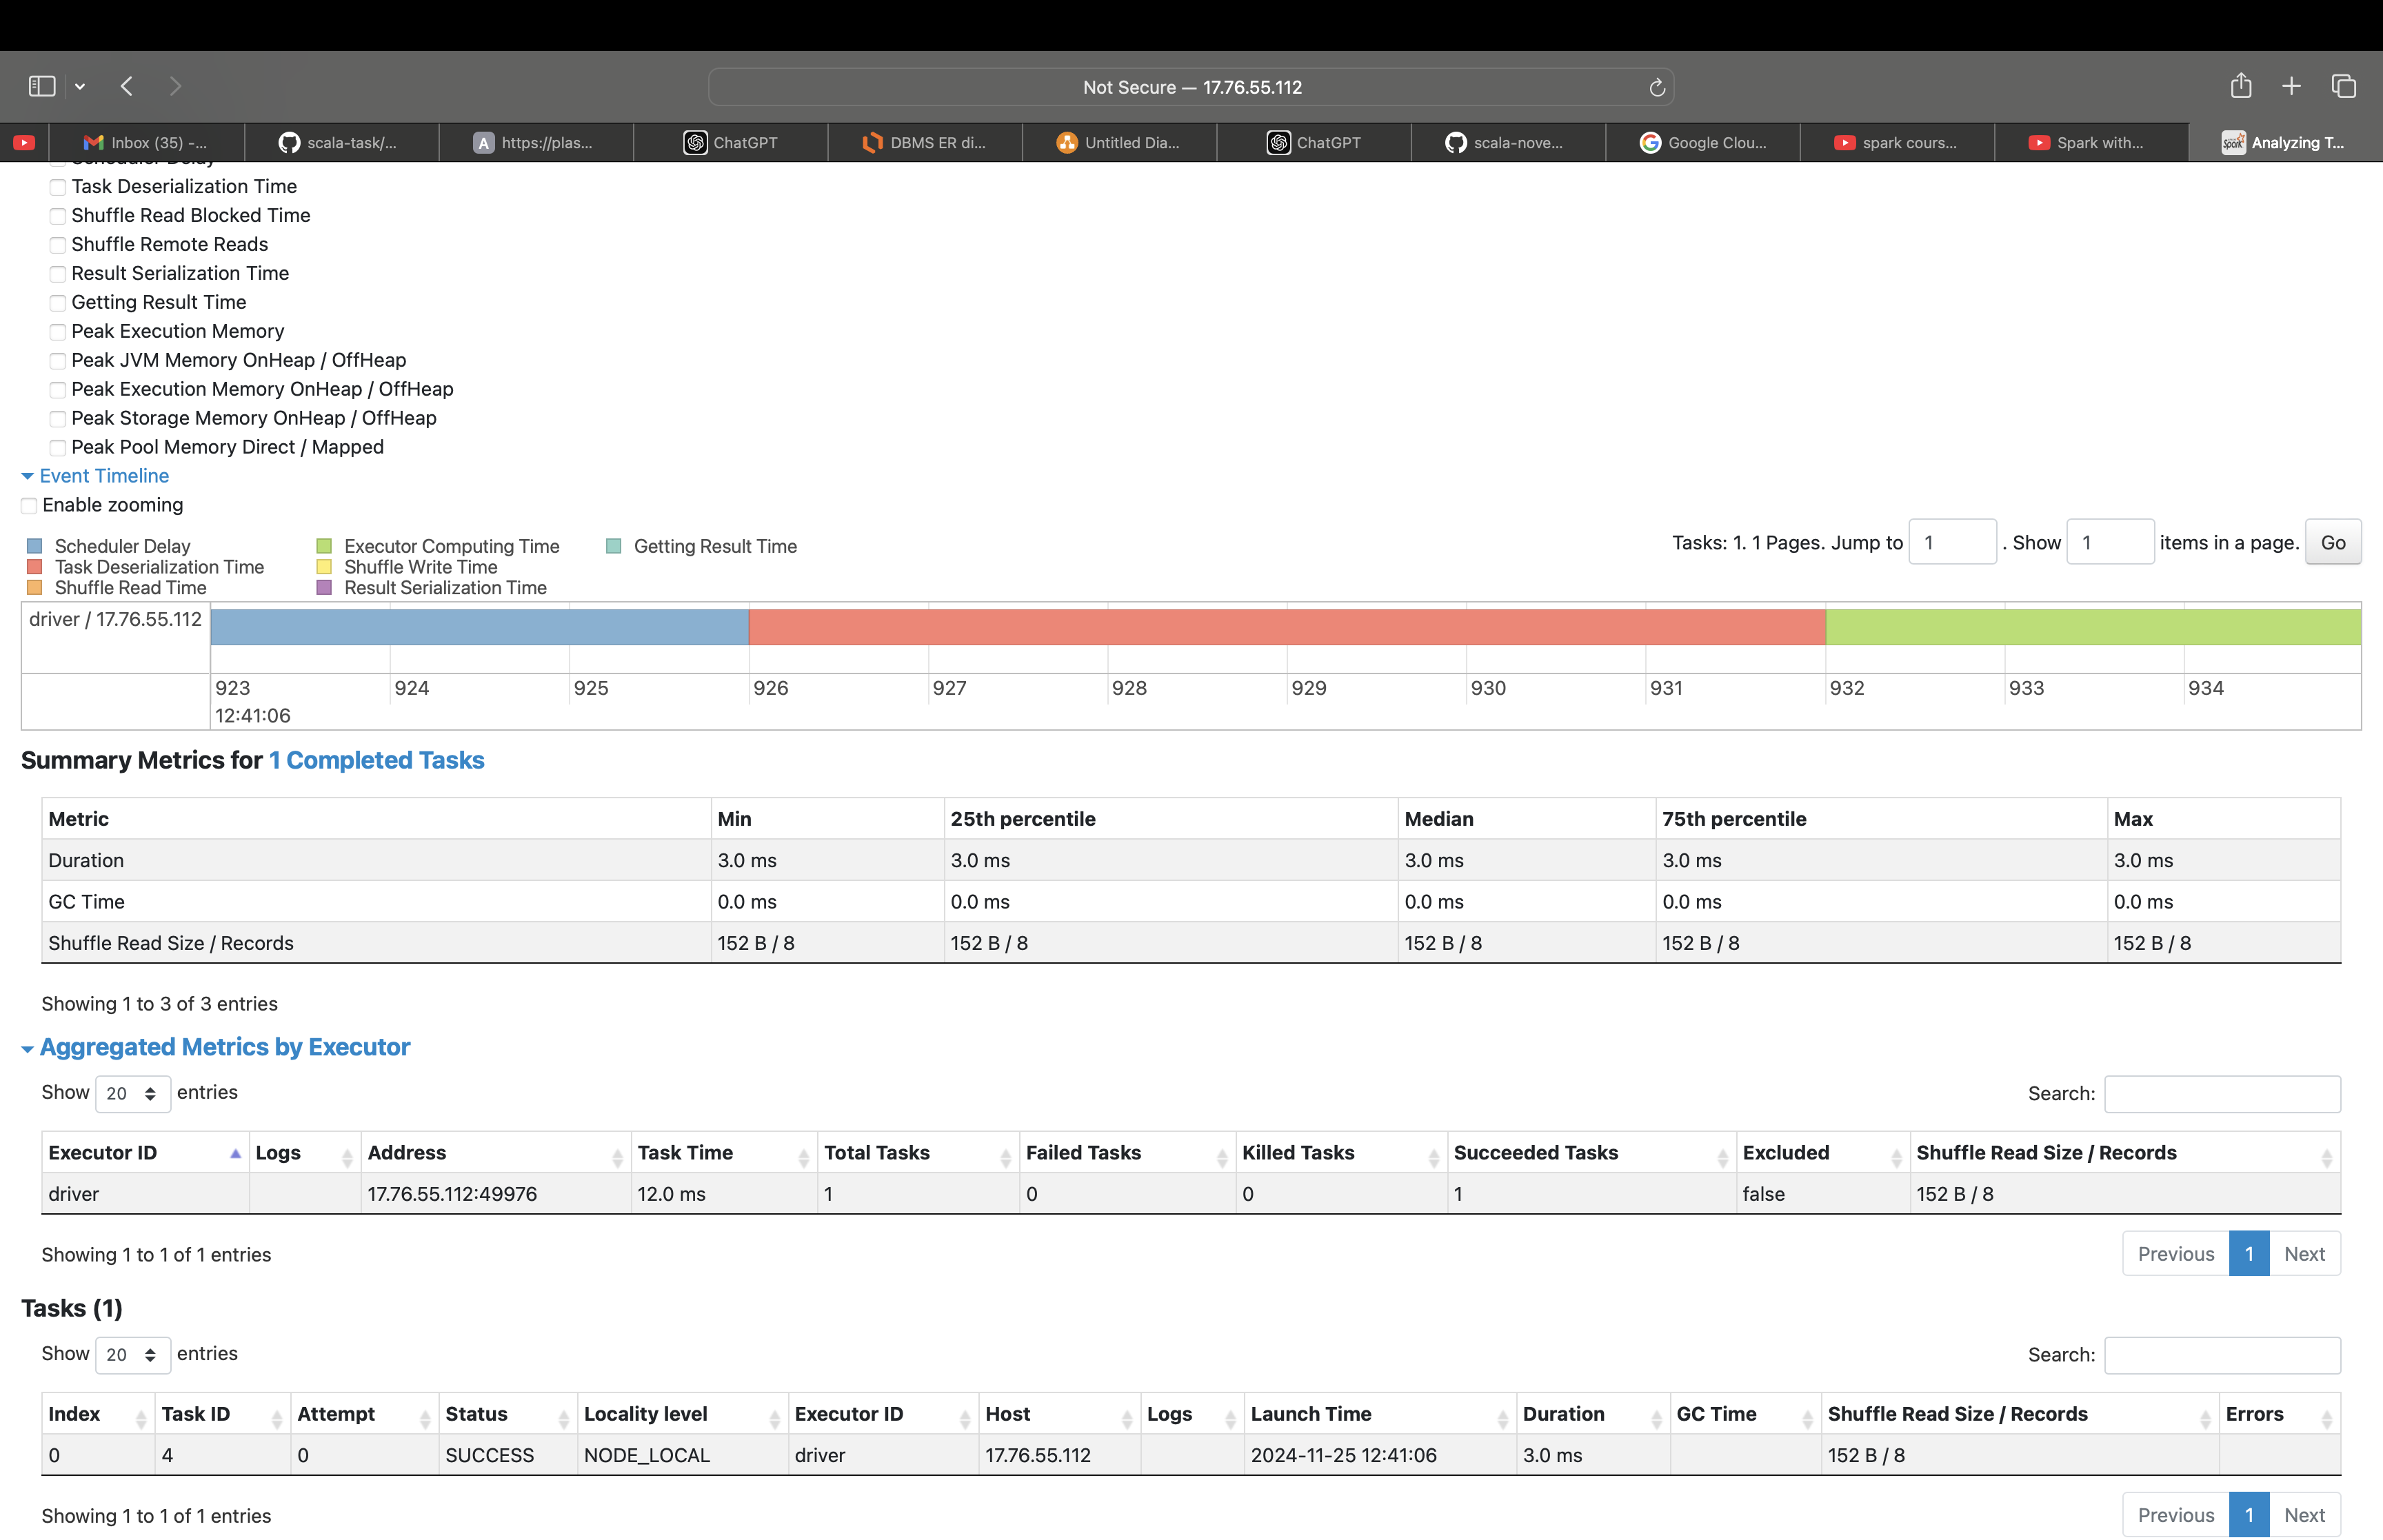 Not Secure — 17.76.55.112
Inbox (35) -... scala-task/... https://plas... ChatGPT DBMS ER di... Untitled Dia... ChatGPT scala-nove... Google Clou... spark cours... Spark with... Analyzing T...
Scheduler Delay
Task Deserialization Time
Shuffle Read Blocked Time
Shuffle Remote Reads
Result Serialization Time
Getting Result Time
Peak Execution Memory
Peak JVM Memory OnHeap / OffHeap
Peak Execution Memory OnHeap / OffHeap
Peak Storage Memory OnHeap / OffHeap
Peak Pool Memory Direct / Mapped
Event Timeline
Enable zooming
Tasks: 1. 1 Pages. Jump to 1 . Show 1 items in a page. Go
Scheduler Delay Executor Computing Time Getting Result Time
Task Deserialization Time Shuffle Write Time
Shuffle Read Time Result Serialization Time
driver / 17.76.55.112
923 924 925 926 927 928 929 930 931 932 933 934
12:41:06
Summary Metrics for 1 Completed Tasks
Metric Min 25th percentile Median 75th percentile Max
Duration 3.0 ms 3.0 ms 3.0 ms 3.0 ms 3.0 ms
GC Time 0.0 ms 0.0 ms 0.0 ms 0.0 ms 0.0 ms
Shuffle Read Size / Records 152 B / 8 152 B / 8 152 B / 8 152 B / 8 152 B / 8
Showing 1 to 3 of 3 entries
Aggregated Metrics by Executor
Show 20 entries Search:
Executor ID Logs Address Task Time Total Tasks Failed Tasks Killed Tasks Succeeded Tasks Excluded Shuffle Read Size / Records
driver 17.76.55.112:49976 12.0 ms 1 0 0 1 false 152 B / 8
Showing 1 to 1 of 1 entries Previous 1 Next
Tasks (1)
Show 20 entries Search:
Index Task ID Attempt Status Locality level Executor ID Host Logs Launch Time Duration GC Time Shuffle Read Size / Records Errors
0 4 0 SUCCESS NODE_LOCAL driver 17.76.55.112 2024-11-25 12:41:06 3.0 ms 152 B / 8
Showing 1 to 1 of 1 entries Previous 1 Next